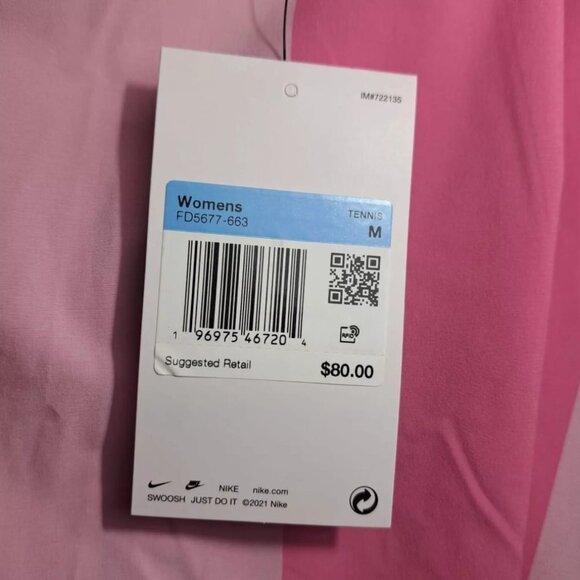 IM#722135
Womens
FD5677-663
TENNIS
M
1 96975 46720 4
RFID
Suggested Retail
$80.00
NIKE nike.com
SWOOSH JUST DO IT ©2021 Nike